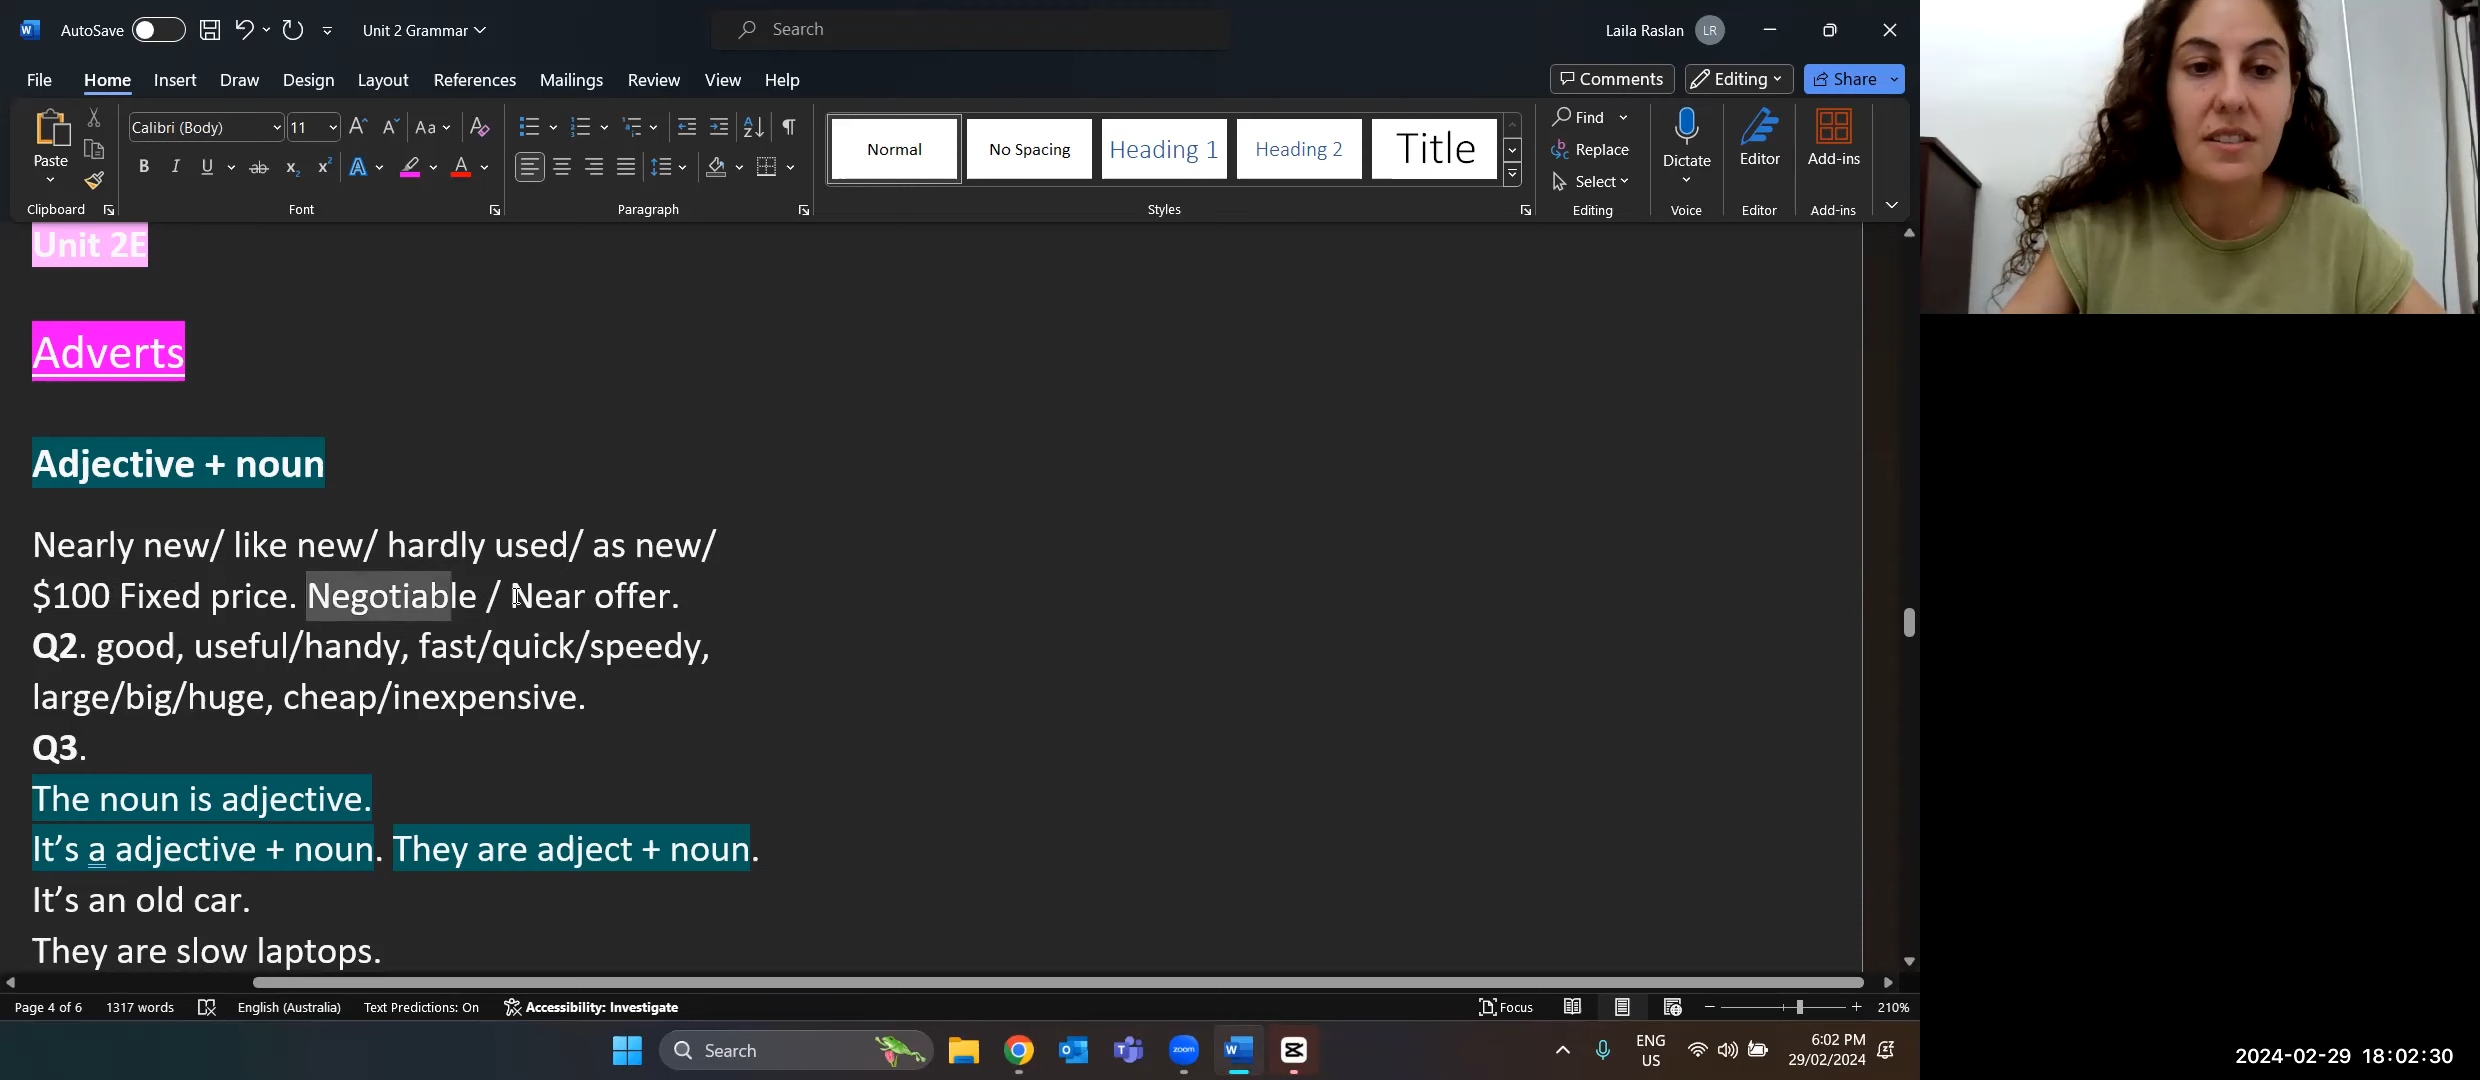 AutoSave
Unit 2 Grammar
Search
Laila Raslan LR
File Home Insert Draw Design Layout References Mailings Review View Help
Comments Editing Share
Paste
Calibri (Body) 11 Aa
B I U ab x₂ x² A A
Normal No Spacing Heading 1 Heading 2 Title
Find
Replace
Select
Dictate Editor Add-ins
Clipboard Font Paragraph Styles Editing Voice Editor Add-ins
Unit 2E
Adverts
Adjective + noun
Nearly new/ like new/ hardly used/ as new/
$100 Fixed price. Negotiable / Near offer.
Q2. good, useful/handy, fast/quick/speedy,
large/big/huge, cheap/inexpensive.
Q3.
The noun is adjective.
It’s a adjective + noun. They are adject + noun.
It’s an old car.
They are slow laptops.
Page 4 of 6 1317 words English (Australia) Text Predictions: On Accessibility: Investigate Focus 210%
Search
zoom
ENG
US
6:02 PM
29/02/2024
2024-02-29 18:02:30